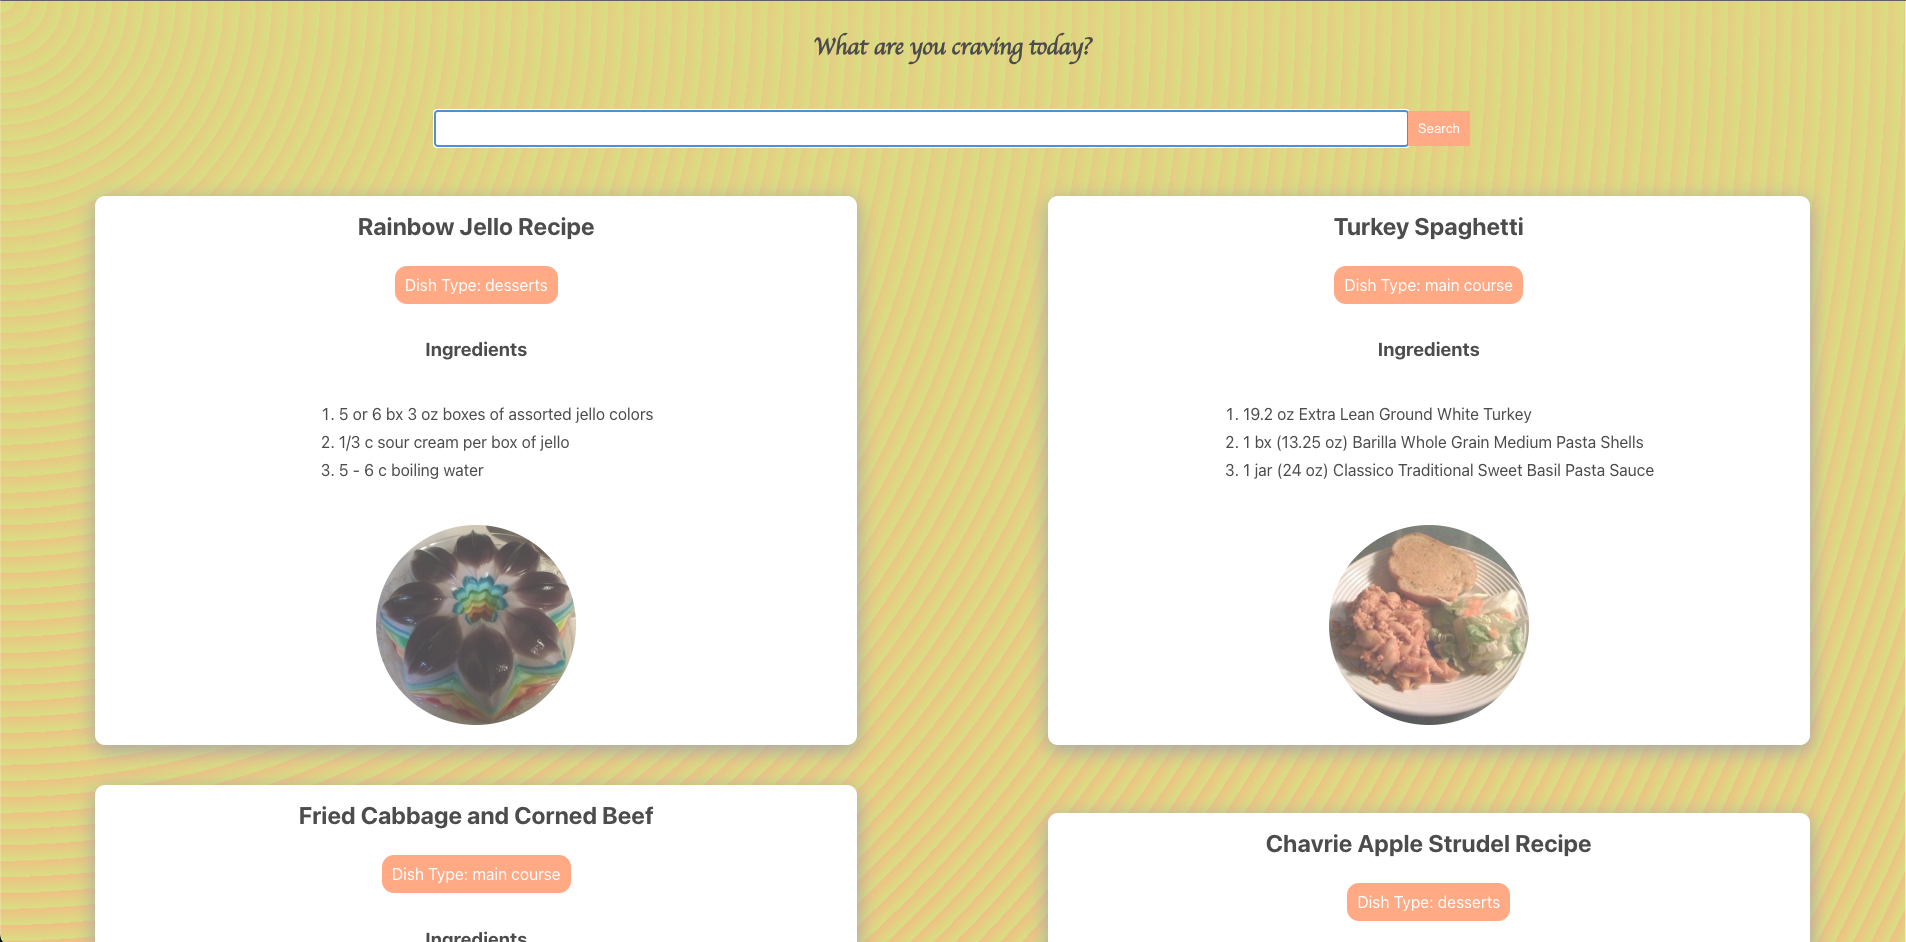 What are you craving today?
Search
Rainbow Jello Recipe
Dish Type: desserts
Ingredients
1. 5 or 6 bx 3 oz boxes of assorted jello colors
2. 1/3 c sour cream per box of jello
3. 5 - 6 c boiling water
Turkey Spaghetti
Dish Type: main course
Ingredients
1. 19.2 oz Extra Lean Ground White Turkey
2. 1 bx (13.25 oz) Barilla Whole Grain Medium Pasta Shells
3. 1 jar (24 oz) Classico Traditional Sweet Basil Pasta Sauce
Fried Cabbage and Corned Beef
Dish Type: main course
Ingredients
Chavrie Apple Strudel Recipe
Dish Type: desserts